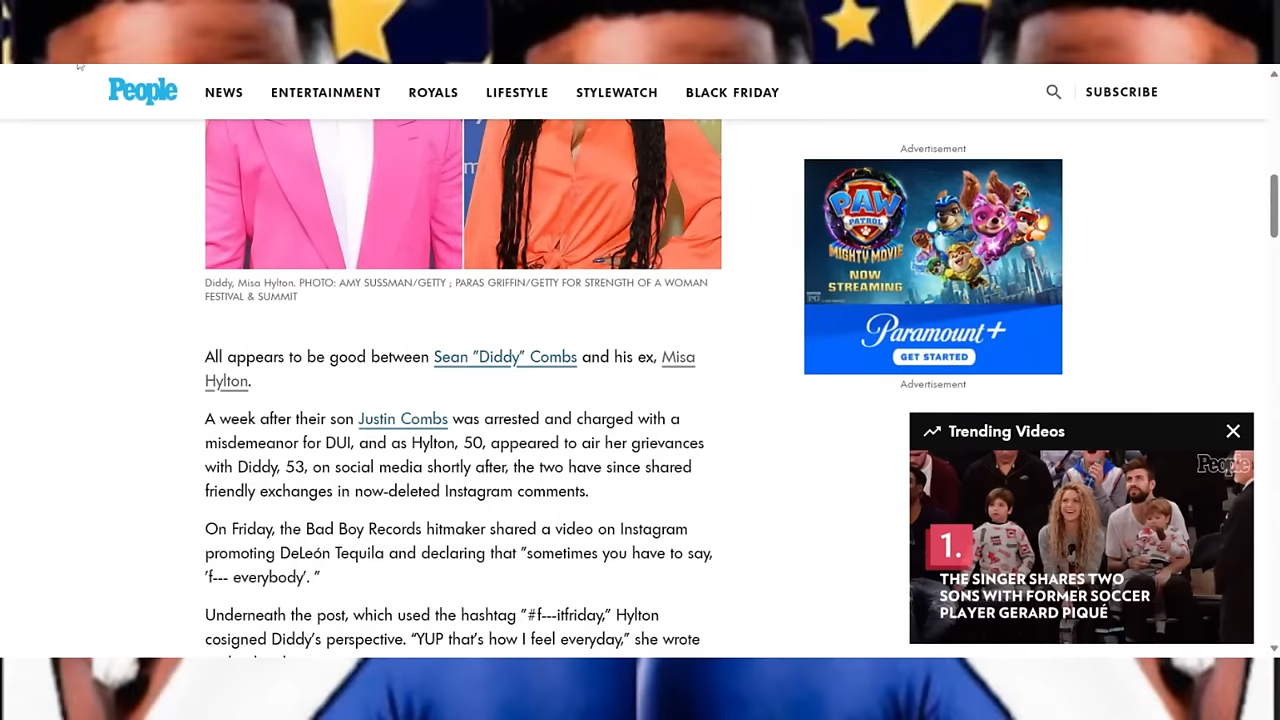 People
NEWS
ENTERTAINMENT
ROYALS
LIFESTYLE
STYLEWATCH
BLACK FRIDAY
SUBSCRIBE
Diddy, Misa Hylton. PHOTO: AMY SUSSMAN/GETTY ; PARAS GRIFFIN/GETTY FOR STRENGTH OF A WOMAN
FESTIVAL & SUMMIT
All appears to be good between Sean "Diddy" Combs and his ex, Misa
Hylton.
A week after their son Justin Combs was arrested and charged with a
misdemeanor for DUI, and as Hylton, 50, appeared to air her grievances
with Diddy, 53, on social media shortly after, the two have since shared
friendly exchanges in now-deleted Instagram comments.
On Friday, the Bad Boy Records hitmaker shared a video on Instagram
promoting DeLeón Tequila and declaring that "sometimes you have to say,
'f--- everybody'. "
Underneath the post, which used the hashtag "#f---itfriday," Hylton
cosigned Diddy's perspective. “YUP that's how I feel everyday,” she wrote
Advertisement
PAW
PATROL
THE
MIGHTY MOVIE
NOW
STREAMING
Paramount+
GET STARTED
Advertisement
Trending Videos
People
1.
THE SINGER SHARES TWO
SONS WITH FORMER SOCCER
PLAYER GERARD PIQUÉ